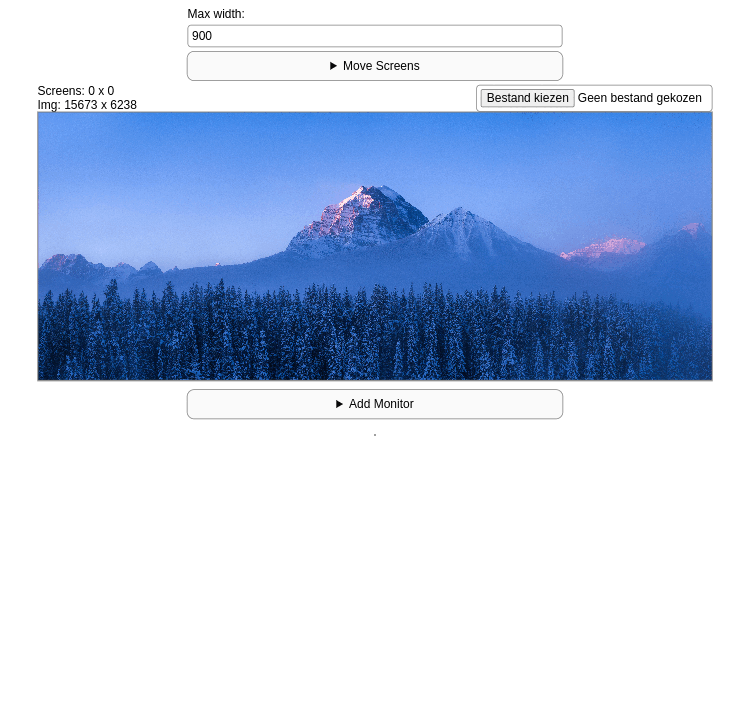 Max width:
900
Move Screens
Screens: 0 x 0
Img: 15673 x 6238
Bestand kiezen Geen bestand gekozen
Add Monitor